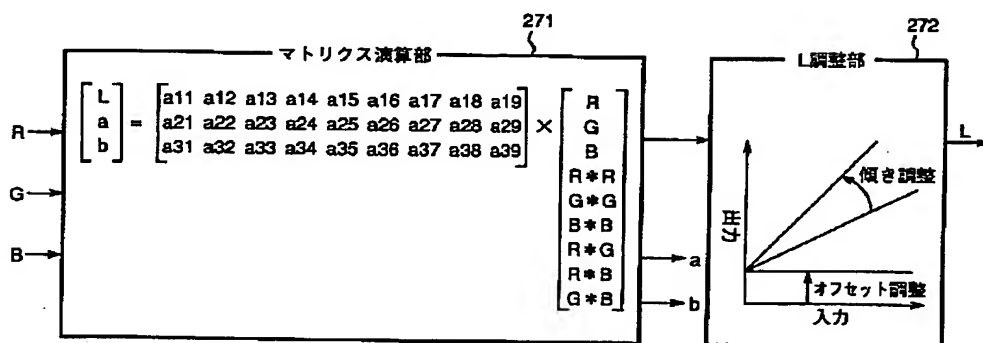 271
272
マトリクス演算部
L調整部
R
G
B
L
a
b
=
a11 a12 a13 a14 a15 a16 a17 a18 a19
a21 a22 a23 a24 a25 a26 a27 a28 a29
a31 a32 a33 a34 a35 a36 a37 a38 a39
×
R
G
B
R*R
G*G
B*B
R*G
R*B
G*B
a
b
出力
傾き調整
オフセット調整
入力
L